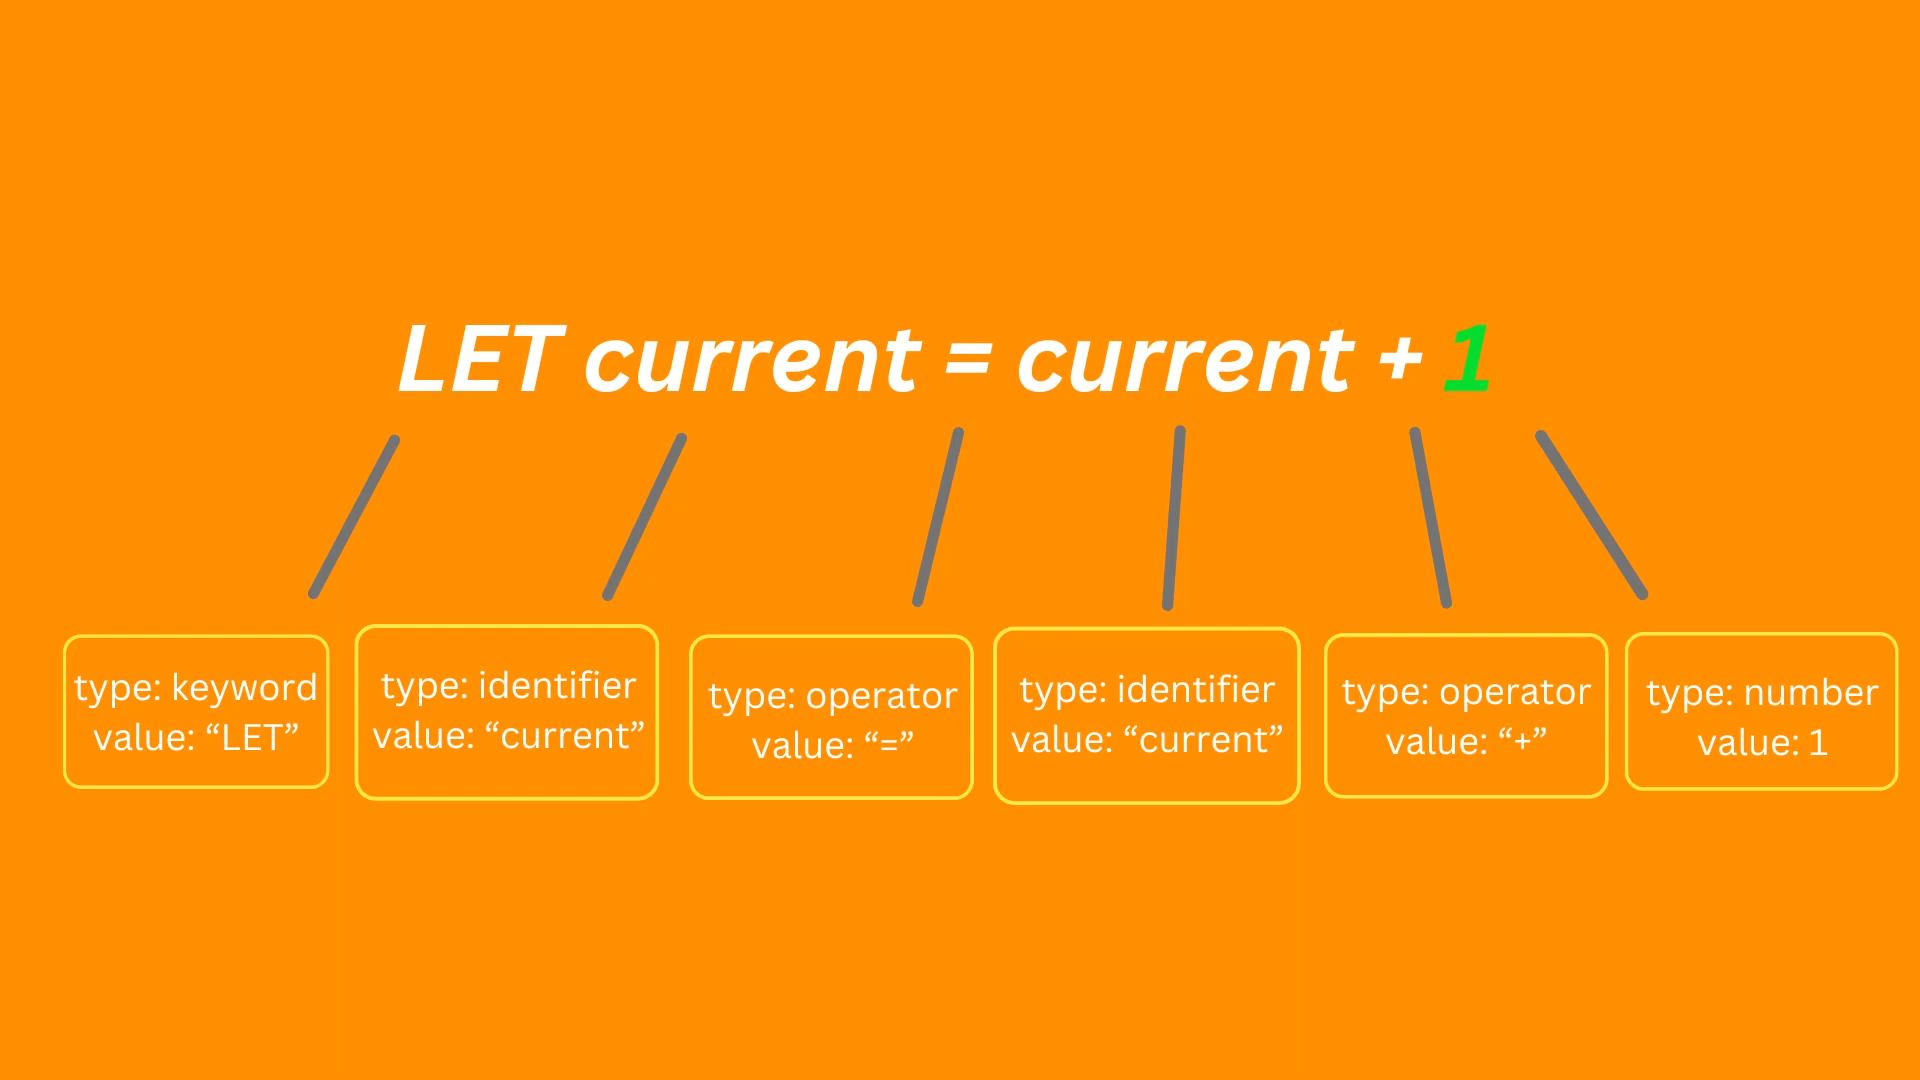 LET current = current + 1
type: keyword
value: “LET”
type: identifier
value: “current”
type: operator
value: “=”
type: identifier
value: “current”
type: operator
value: “+”
type: number
value: 1